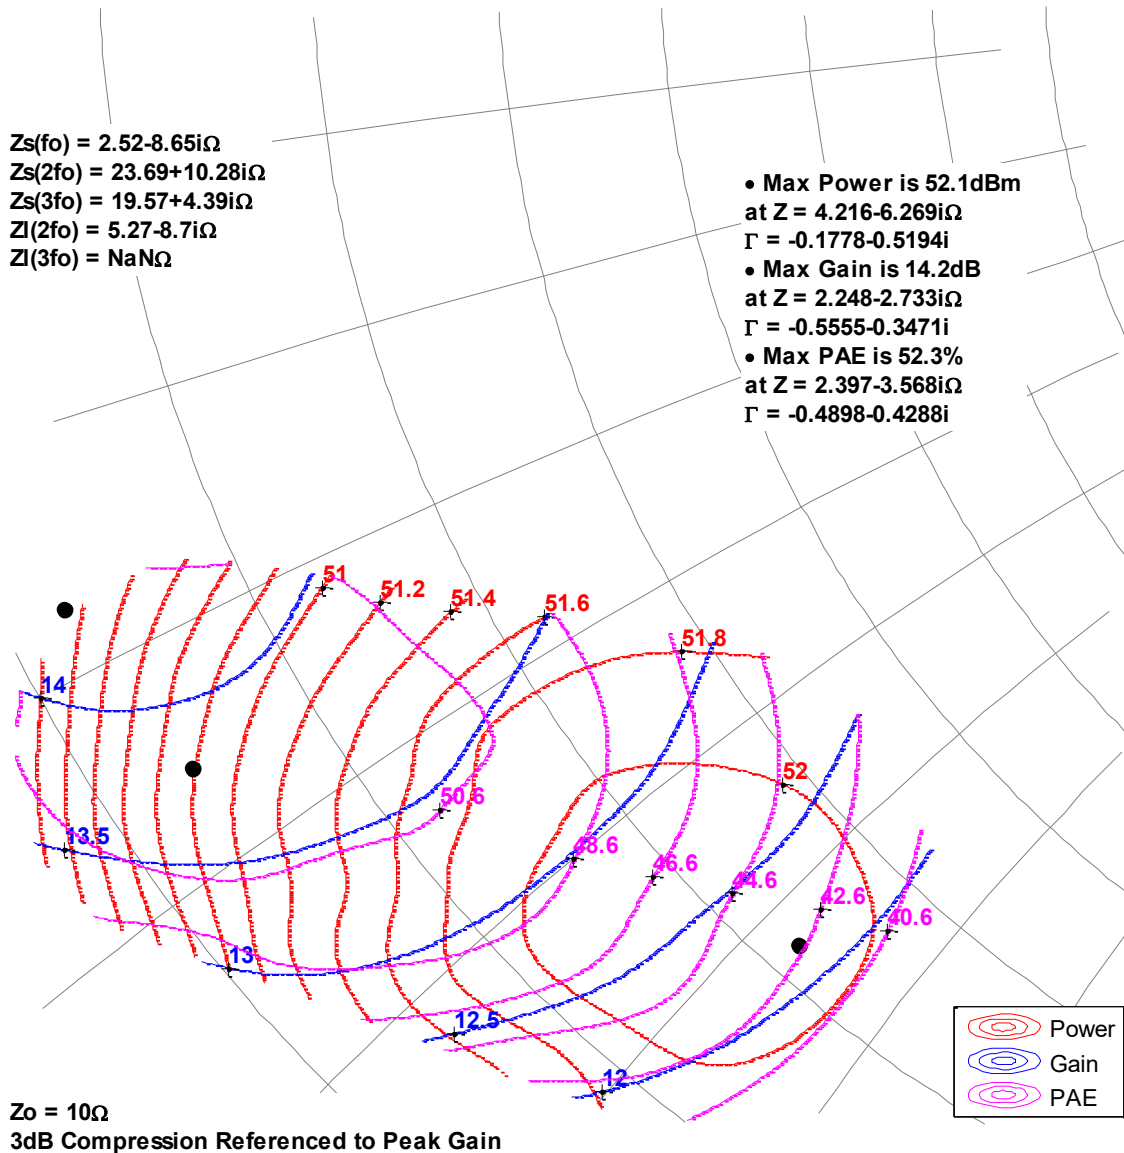 Zs(fo) = 2.52-8.65iΩ
Zs(2fo) = 23.69+10.28iΩ
Zs(3fo) = 19.57+4.39iΩ
Zl(2fo) = 5.27-8.7iΩ
Zl(3fo) = NaNΩ
• Max Power is 52.1dBm
at Z = 4.216-6.269iΩ
Γ = -0.1778-0.5194i
• Max Gain is 14.2dB
at Z = 2.248-2.733iΩ
Γ = -0.5555-0.3471i
• Max PAE is 52.3%
at Z = 2.397-3.568iΩ
Γ = -0.4898-0.4288i
51
51.2
51.4
51.6
51.8
14
52
50.6
13.5
48.6
46.6
44.6
42.6
40.6
13
12.5
12
Power
Gain
PAE
Zo = 10Ω
3dB Compression Referenced to Peak Gain